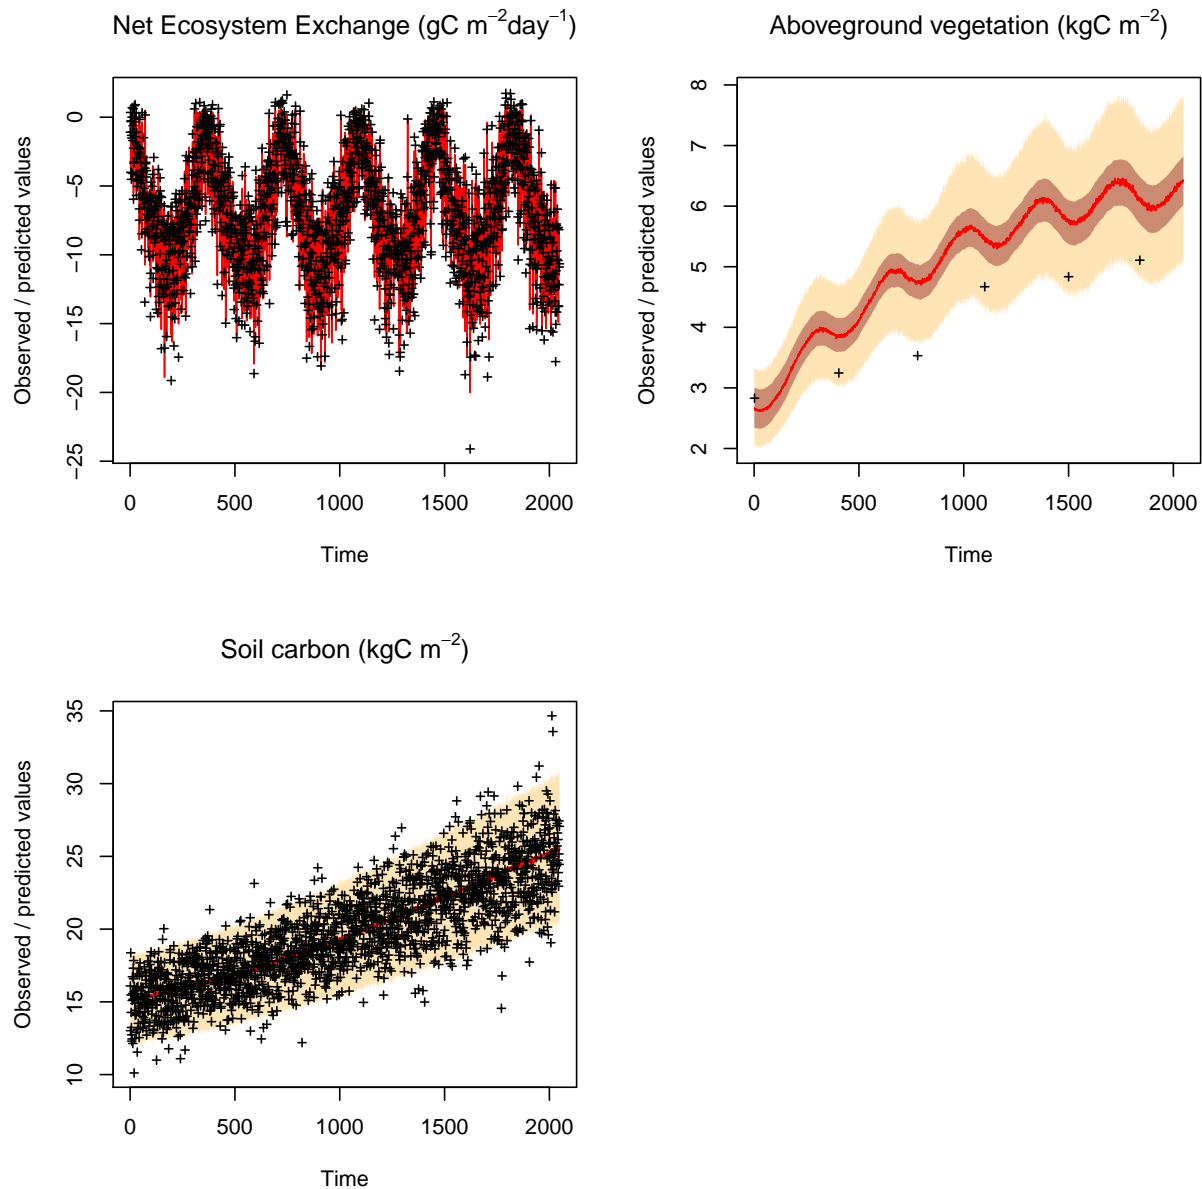 Net Ecosystem Exchange (gC m⁻²day⁻¹)
Observed / predicted values
0
−5
−10
−15
−20
−25
0 500 1000 1500 2000
Time
Aboveground vegetation (kgC m⁻²)
Observed / predicted values
8
7
6
5
4
3
2
0 500 1000 1500 2000
Time
Soil carbon (kgC m⁻²)
Observed / predicted values
35
30
25
20
15
10
0 500 1000 1500 2000
Time